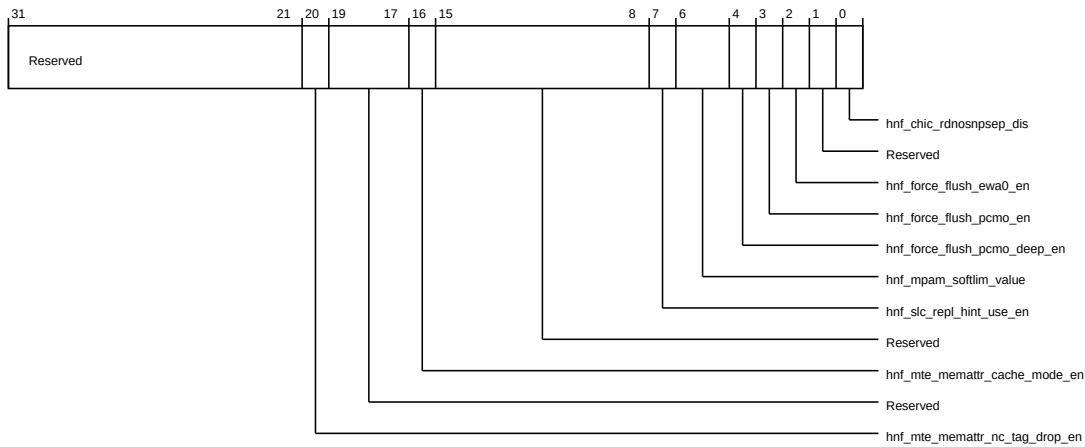 31 21 20 19 17 16 15 8 7 6 4 3 2 1 0
Reserved
hnf_chic_rdnosnpsep_dis
Reserved
hnf_force_flush_ewa0_en
hnf_force_flush_pcmo_en
hnf_force_flush_pcmo_deep_en
hnf_mpam_softlim_value
hnf_slc_repl_hint_use_en
Reserved
hnf_mte_memattr_cache_mode_en
Reserved
hnf_mte_memattr_nc_tag_drop_en